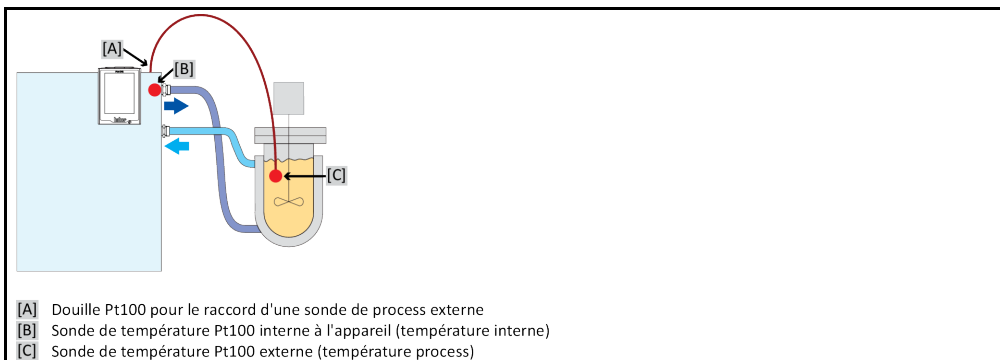 [A]
[B]
[C]
[A] Douille Pt100 pour le raccord d'une sonde de process externe
[B] Sonde de température Pt100 interne à l'appareil (température interne)
[C] Sonde de température Pt100 externe (température process)